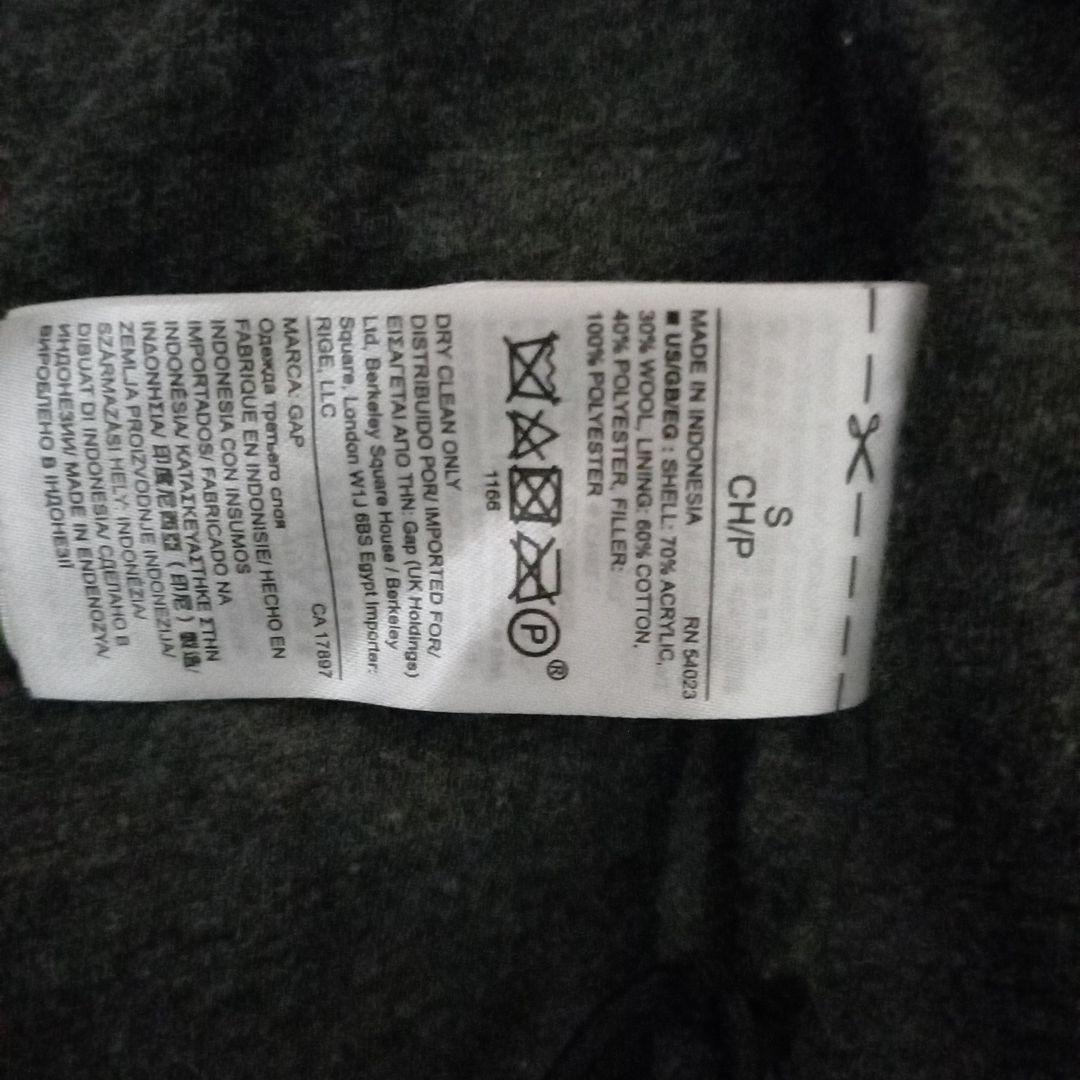 S
CH/P
MADE IN INDONESIA RN 54023
■ US/GB/EG : SHELL: 70% ACRYLIC,
30% WOOL, LINING: 60% COTTON,
40% POLYESTER, FILLER:
100% POLYESTER
P ®
1166
DRY CLEAN ONLY
DISTRIBUIDO POR/ IMPORTED FOR/
ΕΙΣΑΓΕΤΑΙ ΑΠΟ ΤΗΝ: Gap (UK Holdings)
Ltd, Berkeley Square House / Berkeley
Square, London W1J 6BS Egypt Importer:
RIGE, LLC CA 17897
MARCA: GAP
Одежда третьего слоя
FABRIQUE EN INDONISIE/ HECHO EN
INDONESIA CON INSUMOS
IMPORTADOS/ FABRICADO NA
INDONÉSIA/ ΚΑΤΑΣΚΕΥΑΣΤΗΚΕ ΣΤΗΝ
ΙΝΔΟΝΗΣΙΑ/ 印度尼西亞 ( 印尼 ) 製造/
ZEMLJA PROIZVODNJE INDONEZIJA/
SZÁRMAZÁSI HELY: INDONÉZIA/
DIBUAT DI INDONESIA/ СДЕЛАНО В
ИНДОНЕЗИИ/ MADE IN ENDENOZYA/
ВИРОБЛЕНО В ІНДОНЕЗІЇ